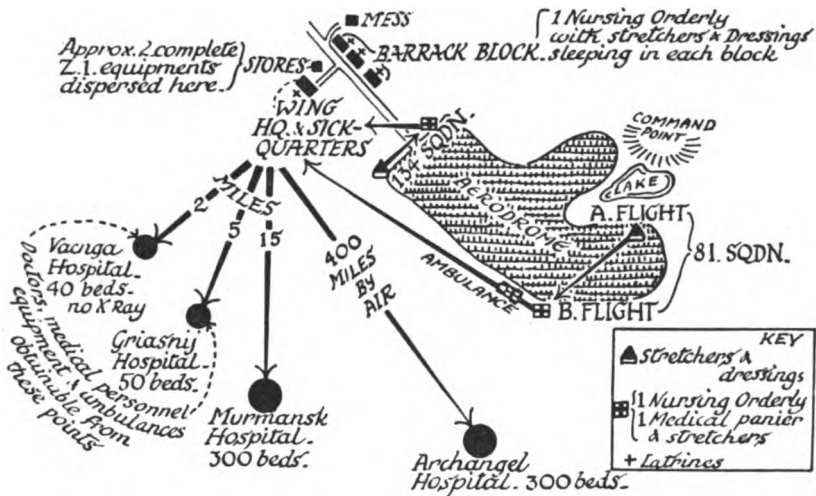 MESS
BARRACK BLOCK.
1 Nursing Orderly
with stretchers & Dressings
sleeping in each block
Approx. 2. complete
Z.1. equipments
dispersed here.
STORES
WING
HQ. & SICK-
QUARTERS
134 SQDN.
AERODROME
COMMAND
POINT
LAKE
A. FLIGHT
81. SQDN.
B. FLIGHT
AMBULANCE
MILES
2
5
15
400
MILES
BY
AIR
Vaenga
Hospital.
40 beds.
no X Ray
Griasny
Hospital.
50 beds.
Doctors, medical personnel
equipment & ambulances
obtainable from
these points
Murmansk
Hospital.
300 beds.
Archangel
Hospital. 300 beds.
KEY
Stretchers &
dressings
1 Nursing Orderly
1 Medical panier
& stretchers
+ Latrines